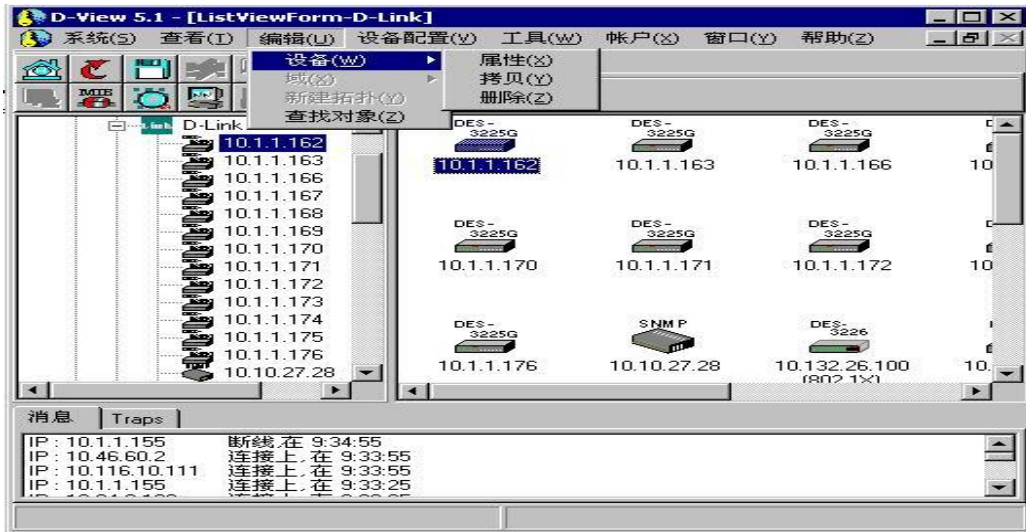 D-View 5.1 - [ListViewForm-D-Link]
系统(S) 查看(T) 编辑(U) 设备配置(V) 工具(W) 帐户(X) 窗口(Y) 帮助(Z)
设备(W)
域(X)
新建拓扑(Y)
查找对象(Z)
属性(X)
拷贝(Y)
删除(Z)
MIB
D-Link
10.1.1.162
10.1.1.163
10.1.1.166
10.1.1.167
10.1.1.168
10.1.1.169
10.1.1.170
10.1.1.171
10.1.1.172
10.1.1.173
10.1.1.174
10.1.1.175
10.1.1.176
10.10.27.28
DES-3225G DES-3225G DES-3225G
10.1.1.162 10.1.1.163 10.1.1.166 10
DES-3225G DES-3225G DES-3225G
10.1.1.170 10.1.1.171 10.1.1.172 10
DES-3225G SNMP DES-3226
10.1.1.176 10.10.27.28 10.132.26.100 10.
(802.1X)
消息 Traps
IP : 10.1.1.155 断线,在 9:34:55
IP : 10.46.60.2 连接上,在 9:33:55
IP : 10.116.10.111 连接上,在 9:33:55
IP : 10.1.1.155 连接上,在 9:33:25